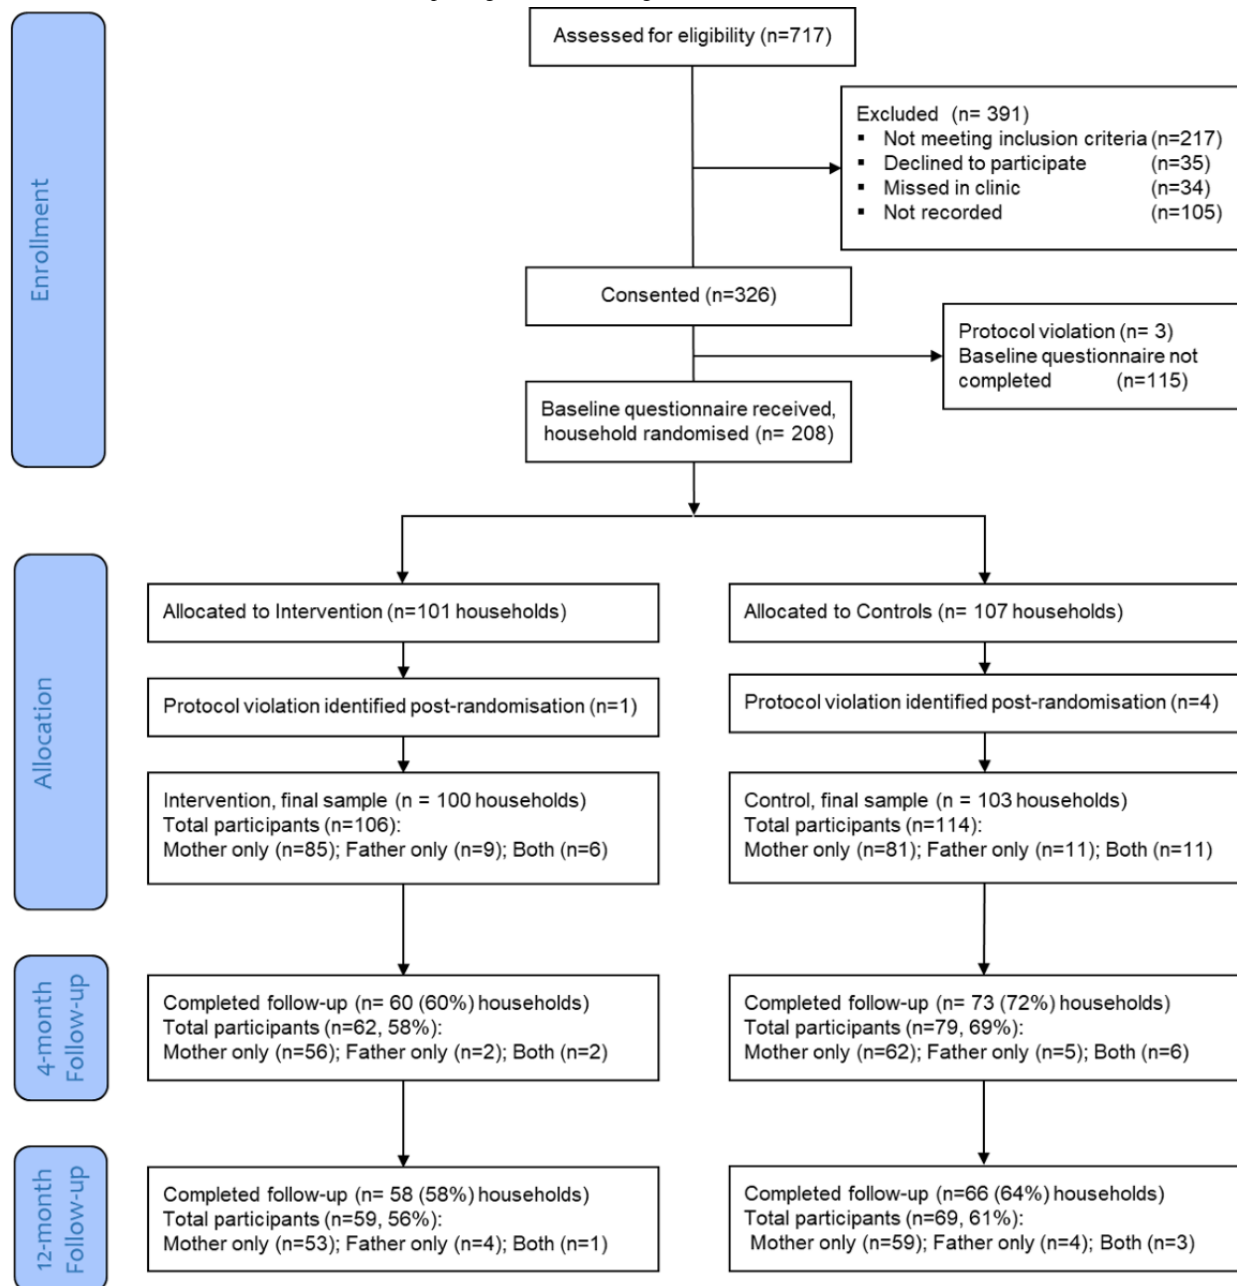 Assessed for eligibility (n=717)
Excluded (n= 391)
▪ Not meeting inclusion criteria (n=217)
▪ Declined to participate (n=35)
▪ Missed in clinic (n=34)
▪ Not recorded (n=105)
Enrollment
Consented (n=326)
Protocol violation (n= 3)
Baseline questionnaire not
completed (n=115)
Baseline questionnaire received,
household randomised (n= 208)
Allocation
Allocated to Intervention (n=101 households)
Allocated to Controls (n= 107 households)
Protocol violation identified post-randomisation (n=1)
Protocol violation identified post-randomisation (n=4)
Intervention, final sample (n = 100 households)
Total participants (n=106):
Mother only (n=85); Father only (n=9); Both (n=6)
Control, final sample (n = 103 households)
Total participants (n=114):
Mother only (n=81); Father only (n=11); Both (n=11)
4-month
Follow-up
Completed follow-up (n= 60 (60%) households)
Total participants (n=62, 58%):
Mother only (n=56); Father only (n=2); Both (n=2)
Completed follow-up (n= 73 (72%) households)
Total participants (n=79, 69%):
Mother only (n=62); Father only (n=5); Both (n=6)
12-month
Follow-up
Completed follow-up (n= 58 (58%) households)
Total participants (n=59, 56%):
Mother only (n=53); Father only (n=4); Both (n=1)
Completed follow-up (n=66 (64%) households)
Total participants (n=69, 61%):
Mother only (n=59); Father only (n=4); Both (n=3)